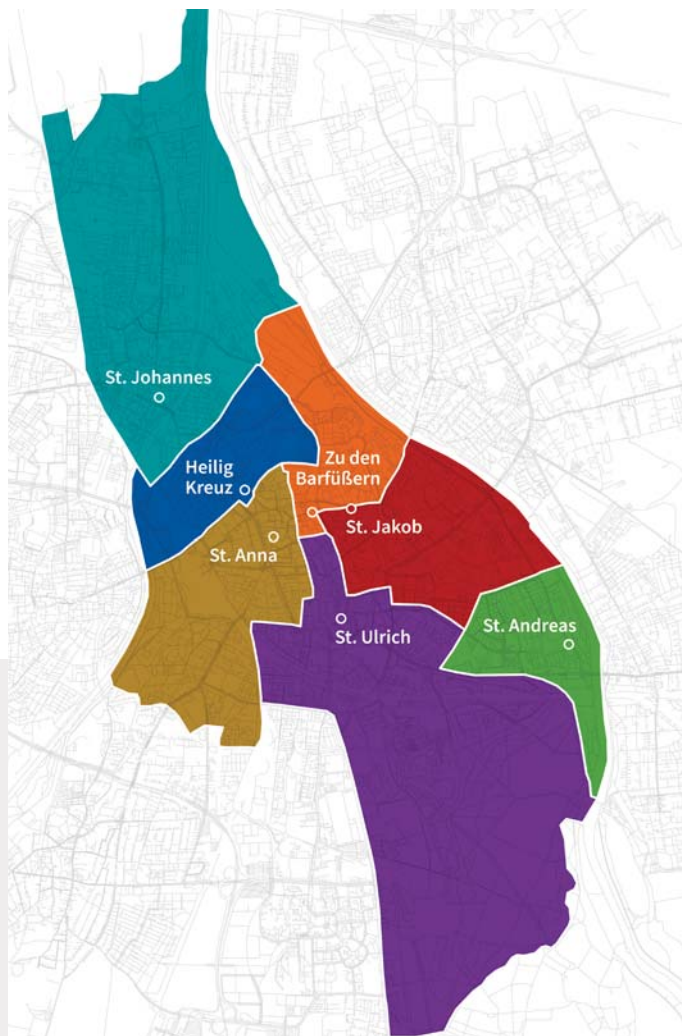 St. Johannes
Heilig
Kreuz
Zu den
Barfüßern
St. Jakob
St. Anna
St. Ulrich
St. Andreas